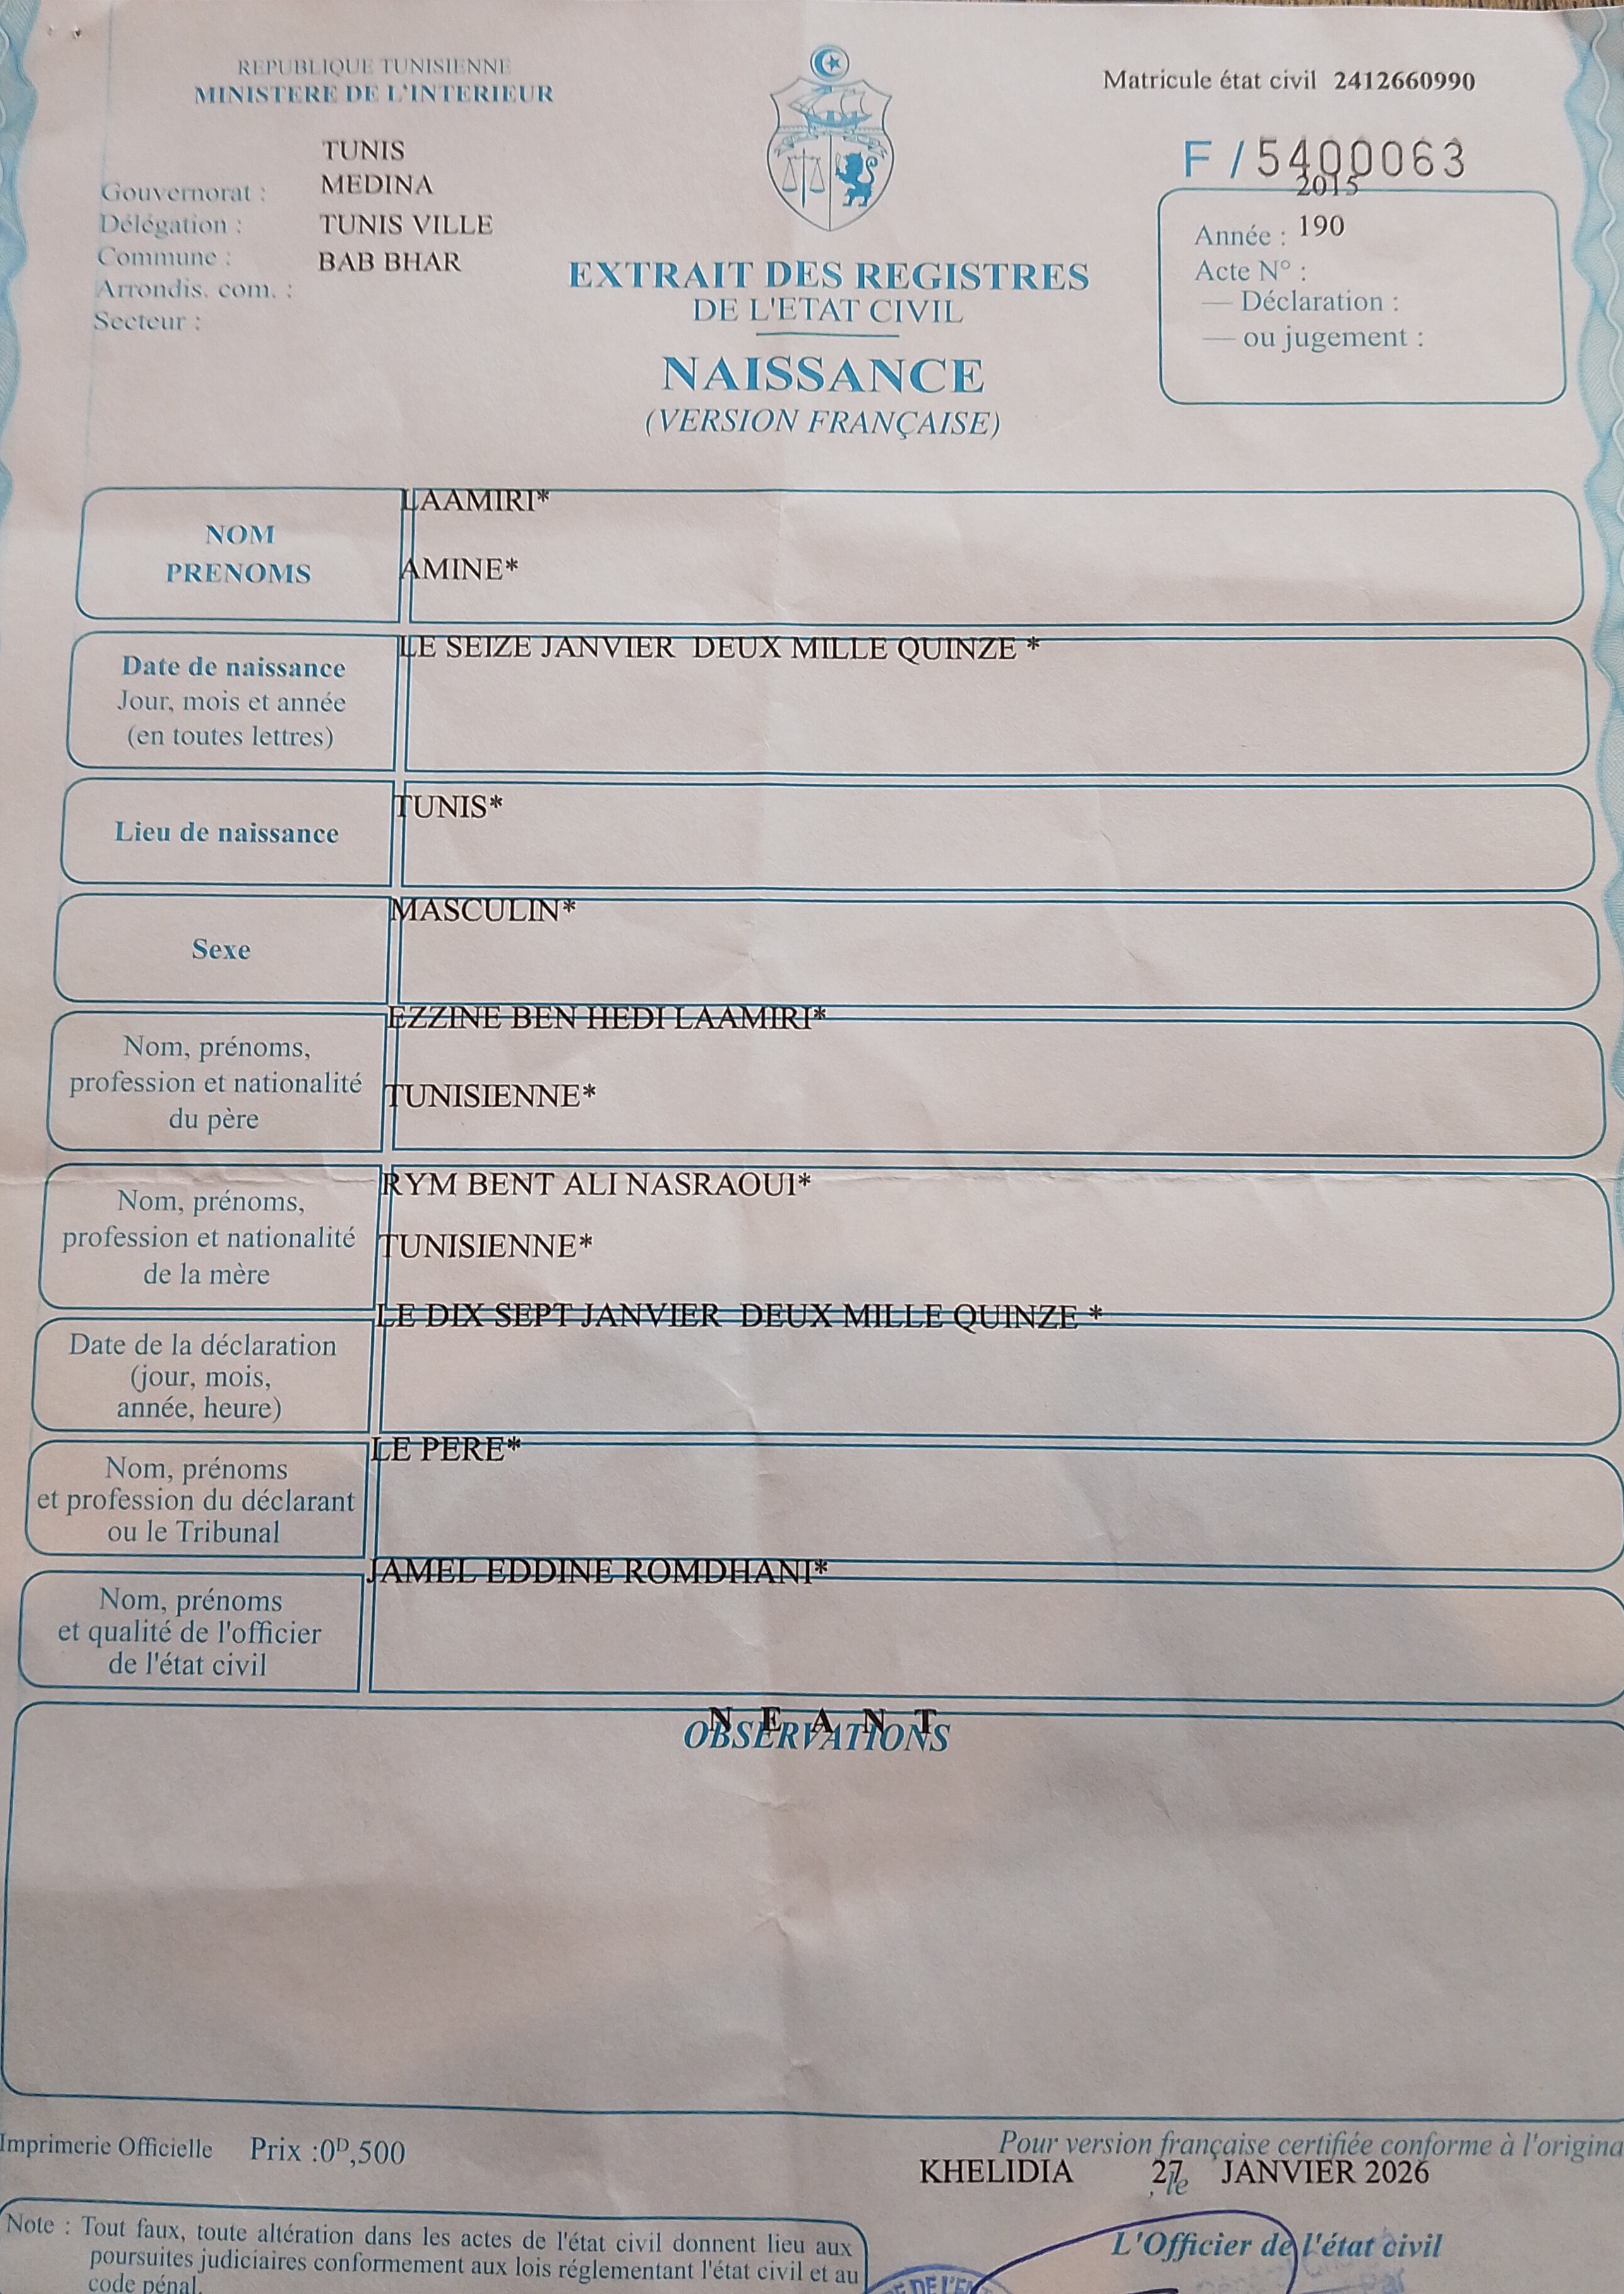 REPUBLIQUE TUNISIENNE
MINISTERE DE L'INTERIEUR
Matricule état civil 2412660990
F / 5400063
TUNIS
Gouvernorat : MEDINA
Délégation : TUNIS VILLE
Commune : BAB BHAR
Arrondis. com. :
Secteur :
2015
Année : 190
Acte N° :
— Déclaration :
— ou jugement :
EXTRAIT DES REGISTRES
DE L'ETAT CIVIL
NAISSANCE
(VERSION FRANÇAISE)
NOM
PRENOMS
LAAMIRI*
AMINE*
Date de naissance
Jour, mois et année
(en toutes lettres)
LE SEIZE JANVIER DEUX MILLE QUINZE *
Lieu de naissance
TUNIS*
Sexe
MASCULIN*
Nom, prénoms,
profession et nationalité
du père
EZZINE BEN HEDI LAAMIRI*
TUNISIENNE*
Nom, prénoms,
profession et nationalité
de la mère
RYM BENT ALI NASRAOUI*
TUNISIENNE*
Date de la déclaration
(jour, mois,
année, heure)
LE DIX SEPT JANVIER DEUX MILLE QUINZE *
Nom, prénoms
et profession du déclarant
ou le Tribunal
LE PERE*
Nom, prénoms
et qualité de l'officier
de l'état civil
JAMEL EDDINE ROMDHANI*
N E A N T
OBSERVATIONS
Imprimerie Officielle Prix :0D,500
Pour version française certifiée conforme à l'origina
KHELIDIA 27 JANVIER 2026
, le
L'Officier de l'état civil
Note : Tout faux, toute altération dans les actes de l'état civil donnent lieu aux
poursuites judiciaires conformement aux lois réglementant l'état civil et au
code pénal.